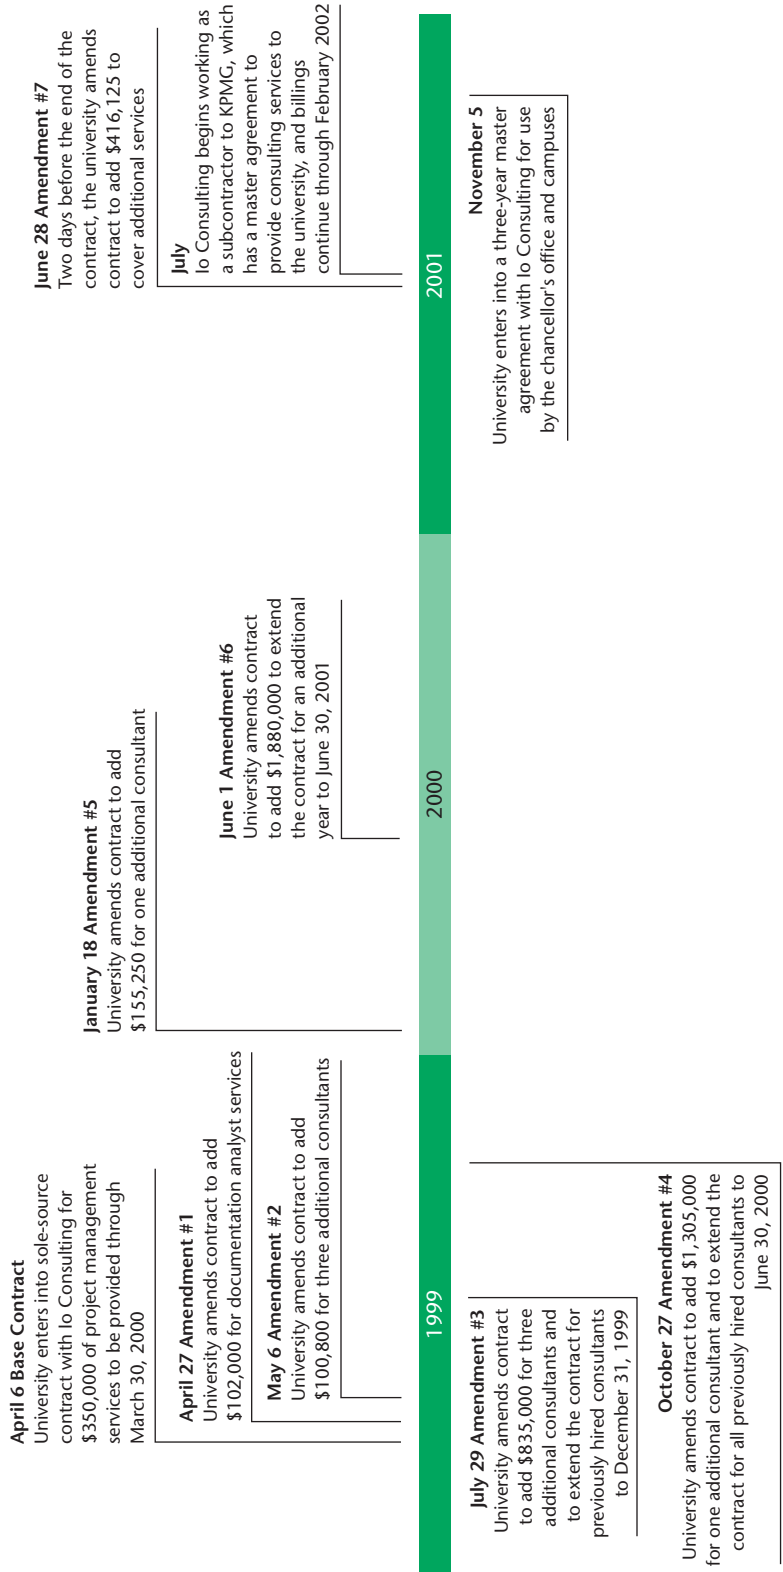 April 6 Base Contract
University enters into sole-source
contract with Io Consulting for
$350,000 of project management
services to be provided through
March 30, 2000
April 27 Amendment #1
University amends contract to add
$102,000 for documentation analyst services
May 6 Amendment #2
University amends contract to add
$100,800 for three additional consultants
January 18 Amendment #5
University amends contract to add
$155,250 for one additional consultant
June 1 Amendment #6
University amends contract
to add $1,880,000 to extend
the contract for an additional
year to June 30, 2001
June 28 Amendment #7
Two days before the end of the
contract, the university amends
contract to add $416,125 to
cover additional services
July
Io Consulting begins working as
a subcontractor to KPMG, which
has a master agreement to
provide consulting services to
the university, and billings
continue through February 2002
1999
2000
2001
July 29 Amendment #3
University amends contract
to add $835,000 for three
additional consultants and
to extend the contract for
previously hired consultants
to December 31, 1999
October 27 Amendment #4
University amends contract to add $1,305,000
for one additional consultant and to extend the
contract for all previously hired consultants to
June 30, 2000
November 5
University enters into a three-year master
agreement with Io Consulting for use
by the chancellor's office and campuses